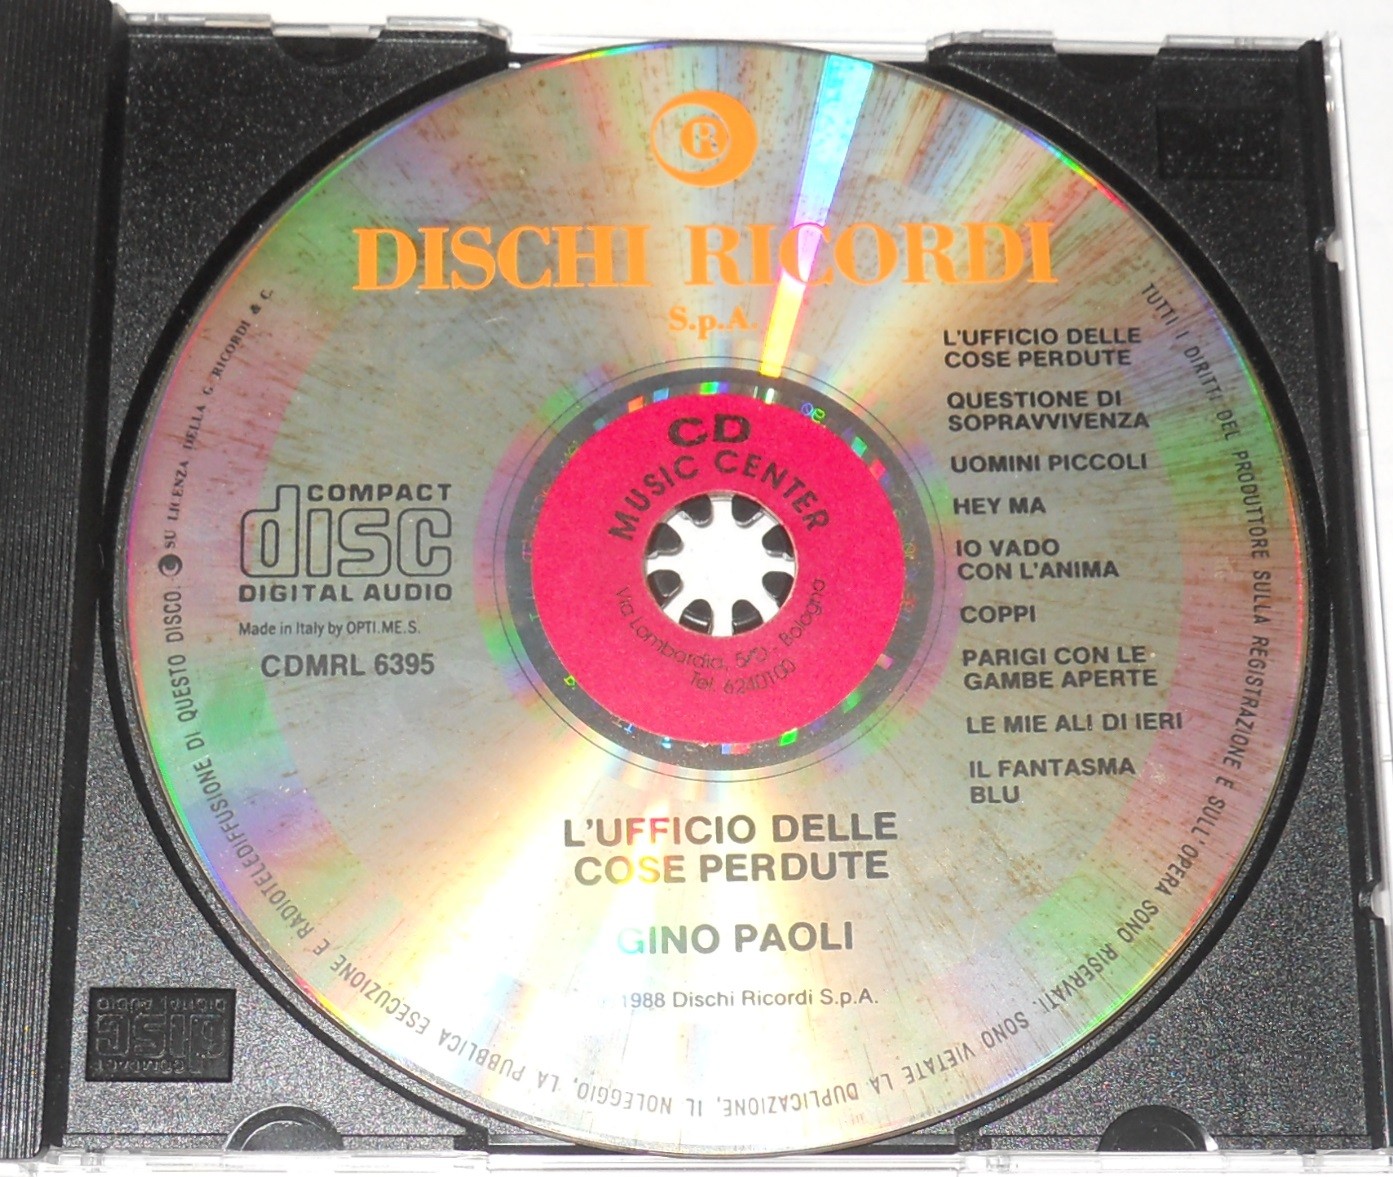 R
DISCHI RICORDI
S.p.A.
L'UFFICIO DELLE
COSE PERDUTE
QUESTIONE DI
SOPRAVVIVENZA
UOMINI PICCOLI
HEY MA
IO VADO
CON L'ANIMA
COPPI
PARIGI CON LE
GAMBE APERTE
LE MIE ALI DI IERI
IL FANTASMA
BLU
CD
MUSIC CENTER
Via Lombardia, 5/D - Bologna
Tel. 6240100
COMPACT
disc
DIGITAL AUDIO
Made in Italy by OPTI.ME.S.
CDMRL 6395
L'UFFICIO DELLE
COSE PERDUTE
GINO PAOLI
1988 Dischi Ricordi S.p.A.
TUTTI I DIRITTI DEL PRODUTTORE SULLA REGISTRAZIONE E SULL'OPERA SONO RISERVATI. SONO VIETATE LA DUPLICAZIONE, IL NOLEGGIO, LA PUBBLICA ESECUZIONE E RADIOTELEDIFFUSIONE DI QUESTO DISCO.
SU LICENZA DELLA G. RICORDI & C.
COMPACT
disc
DIGITAL AUDIO